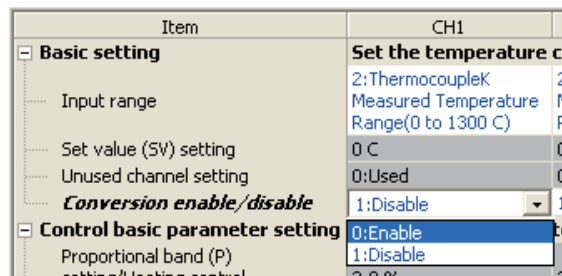 Item CH1
Basic setting Set the temperature c
2:ThermocoupleK
Input range Measured Temperature
Range(0 to 1300 C)
Set value (SV) setting 0 C
Unused channel setting 0:Used
Conversion enable/disable 1:Disable
Control basic parameter setting 0:Enable
Proportional band (P) 1:Disable